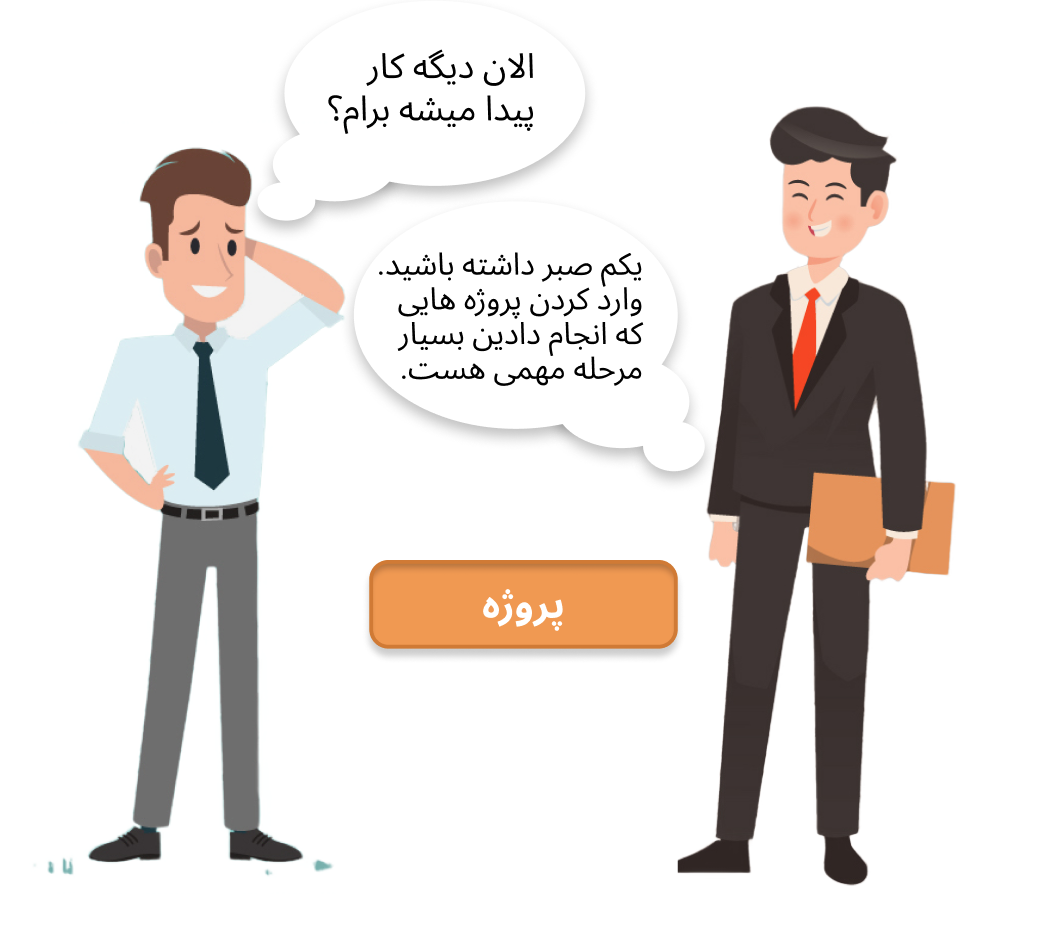 الان دیگه کار
پیدا میشه برام؟
یکم صبر داشته باشید.
وارد کردن پروژه هایی
که انجام دادین بسیار
مرحله مهمی هست.
پروژه